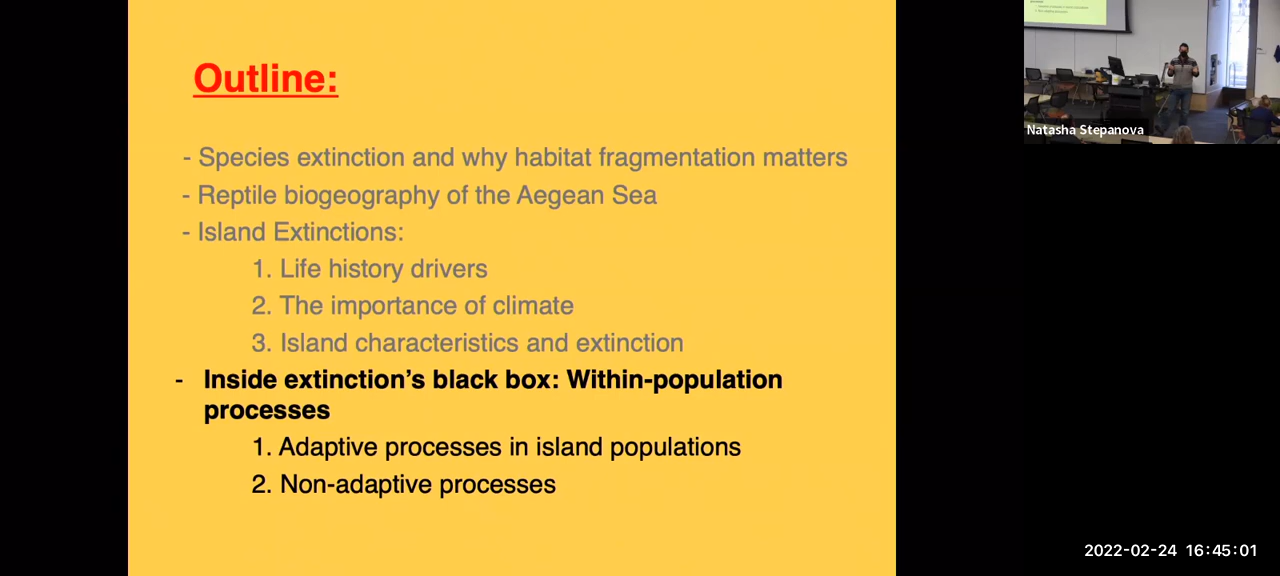 Outline:
- Species extinction and why habitat fragmentation matters
- Reptile biogeography of the Aegean Sea
- Island Extinctions:
1. Life history drivers
2. The importance of climate
3. Island characteristics and extinction
- Inside extinction's black box: Within-population
processes
1. Adaptive processes in island populations
2. Non-adaptive processes
Natasha Stepanova
2022-02-24 16:45:01